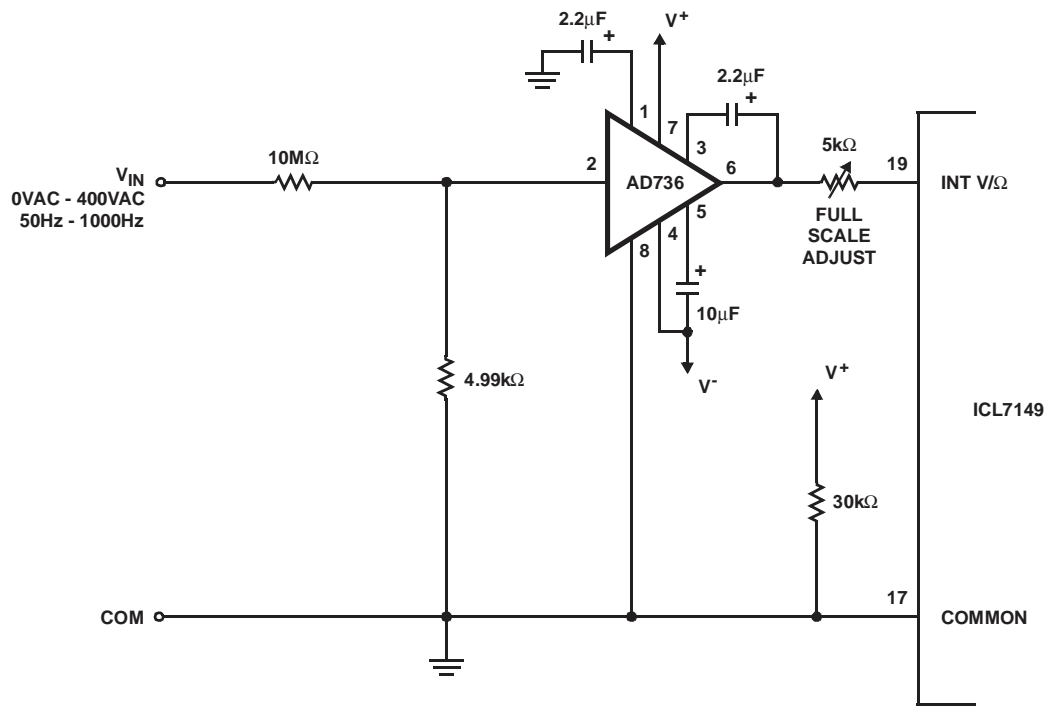 2.2μF
+
V+
2.2μF
+
1
7
3
5kΩ
19
10MΩ
2
6
VIN
0VAC - 400VAC
50Hz - 1000Hz
AD736
INT V/Ω
5
4
8
FULL
SCALE
ADJUST
+
10μF
V-
4.99kΩ
V+
ICL7149
30kΩ
17
COM
COMMON